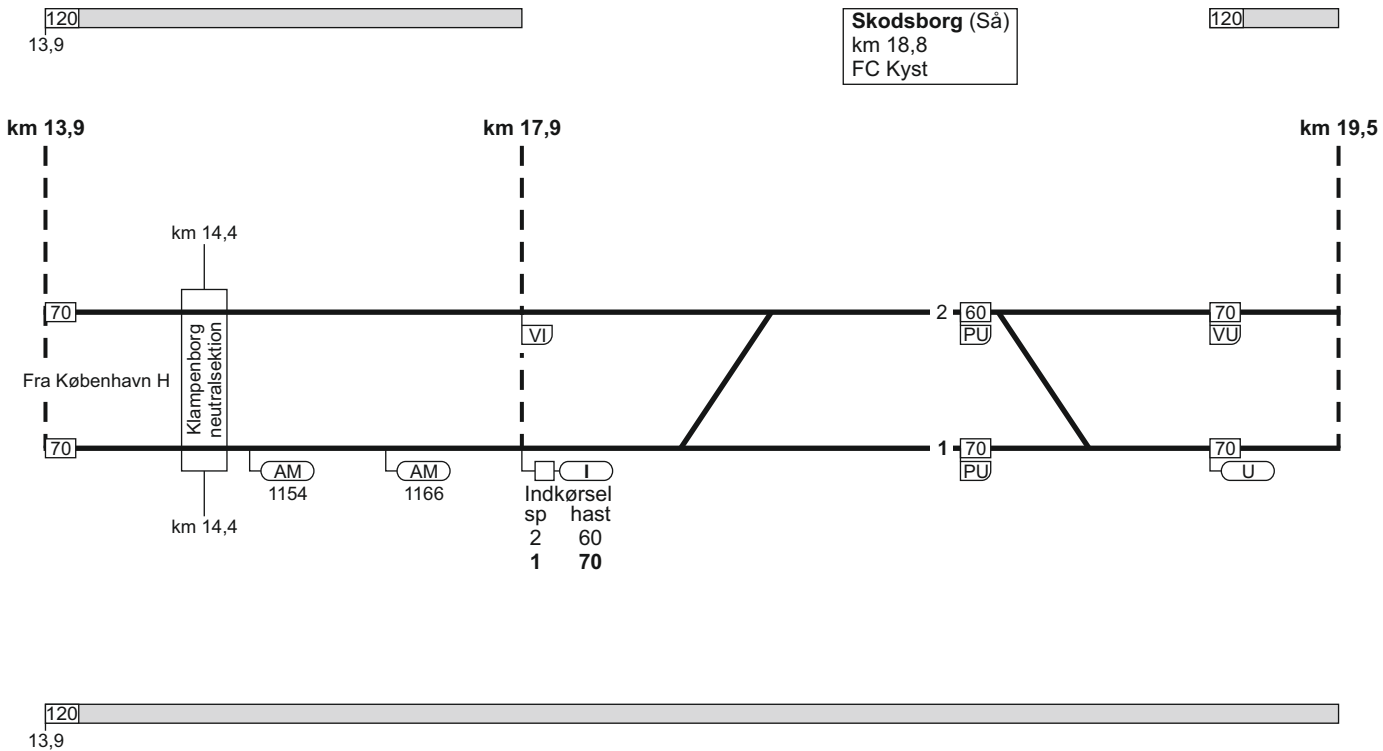 120
13,9
Skodsborg (Så)
km 18,8
FC Kyst
120
km 13,9
km 17,9
km 19,5
km 14,4
70
2
60
70
VI
PU
VU
Fra København H
Klampenborg
neutralsektion
70
1
70
70
AM
AM
I
PU
U
1154
1166
Indkørsel
sp hast
2 60
1 70
km 14,4
120
13,9